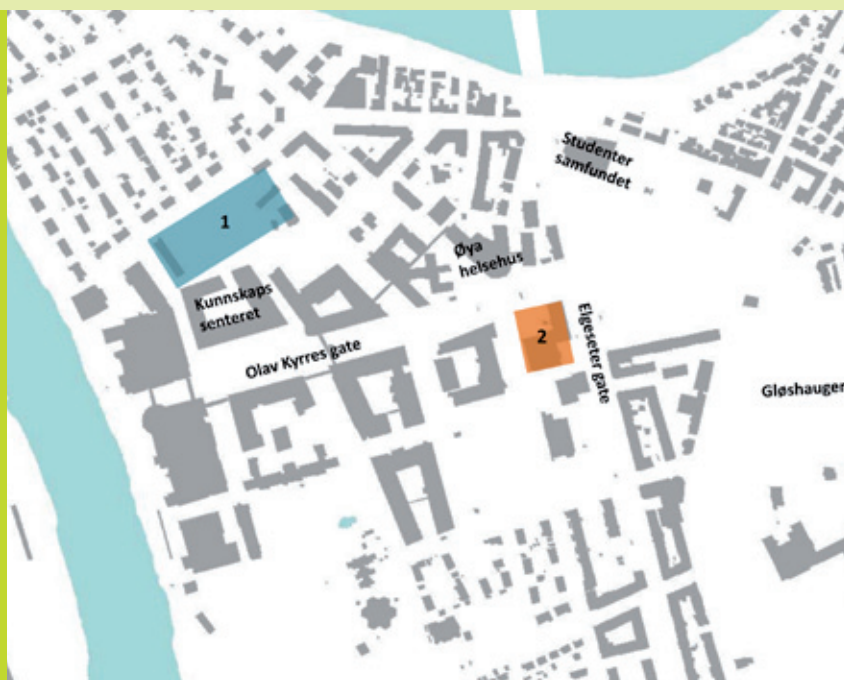 Studenter
samfundet
1
Øya
helsehus
Kunnskaps
senteret
2
Elgeseter gate
Olav Kyrres gate
Gløshaugen